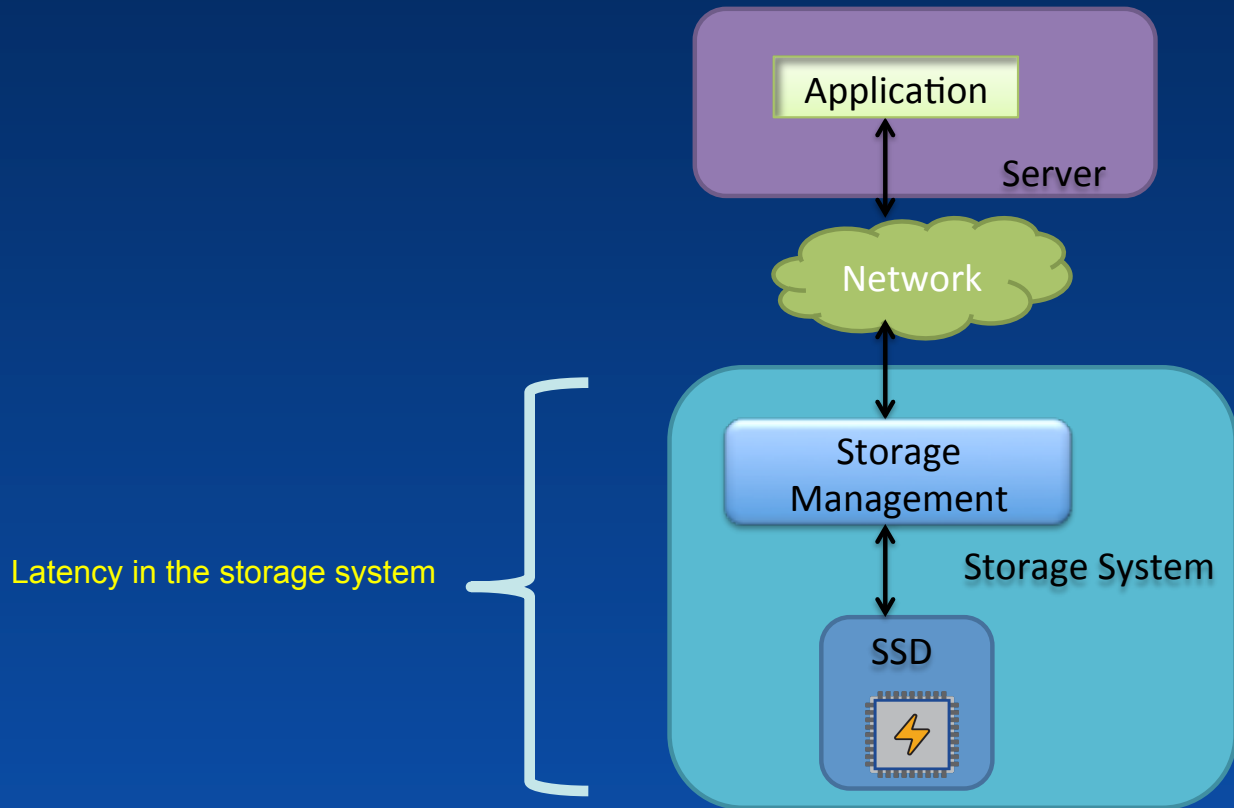 Application
Server
Network
Storage
Management
Latency in the storage system
Storage System
SSD